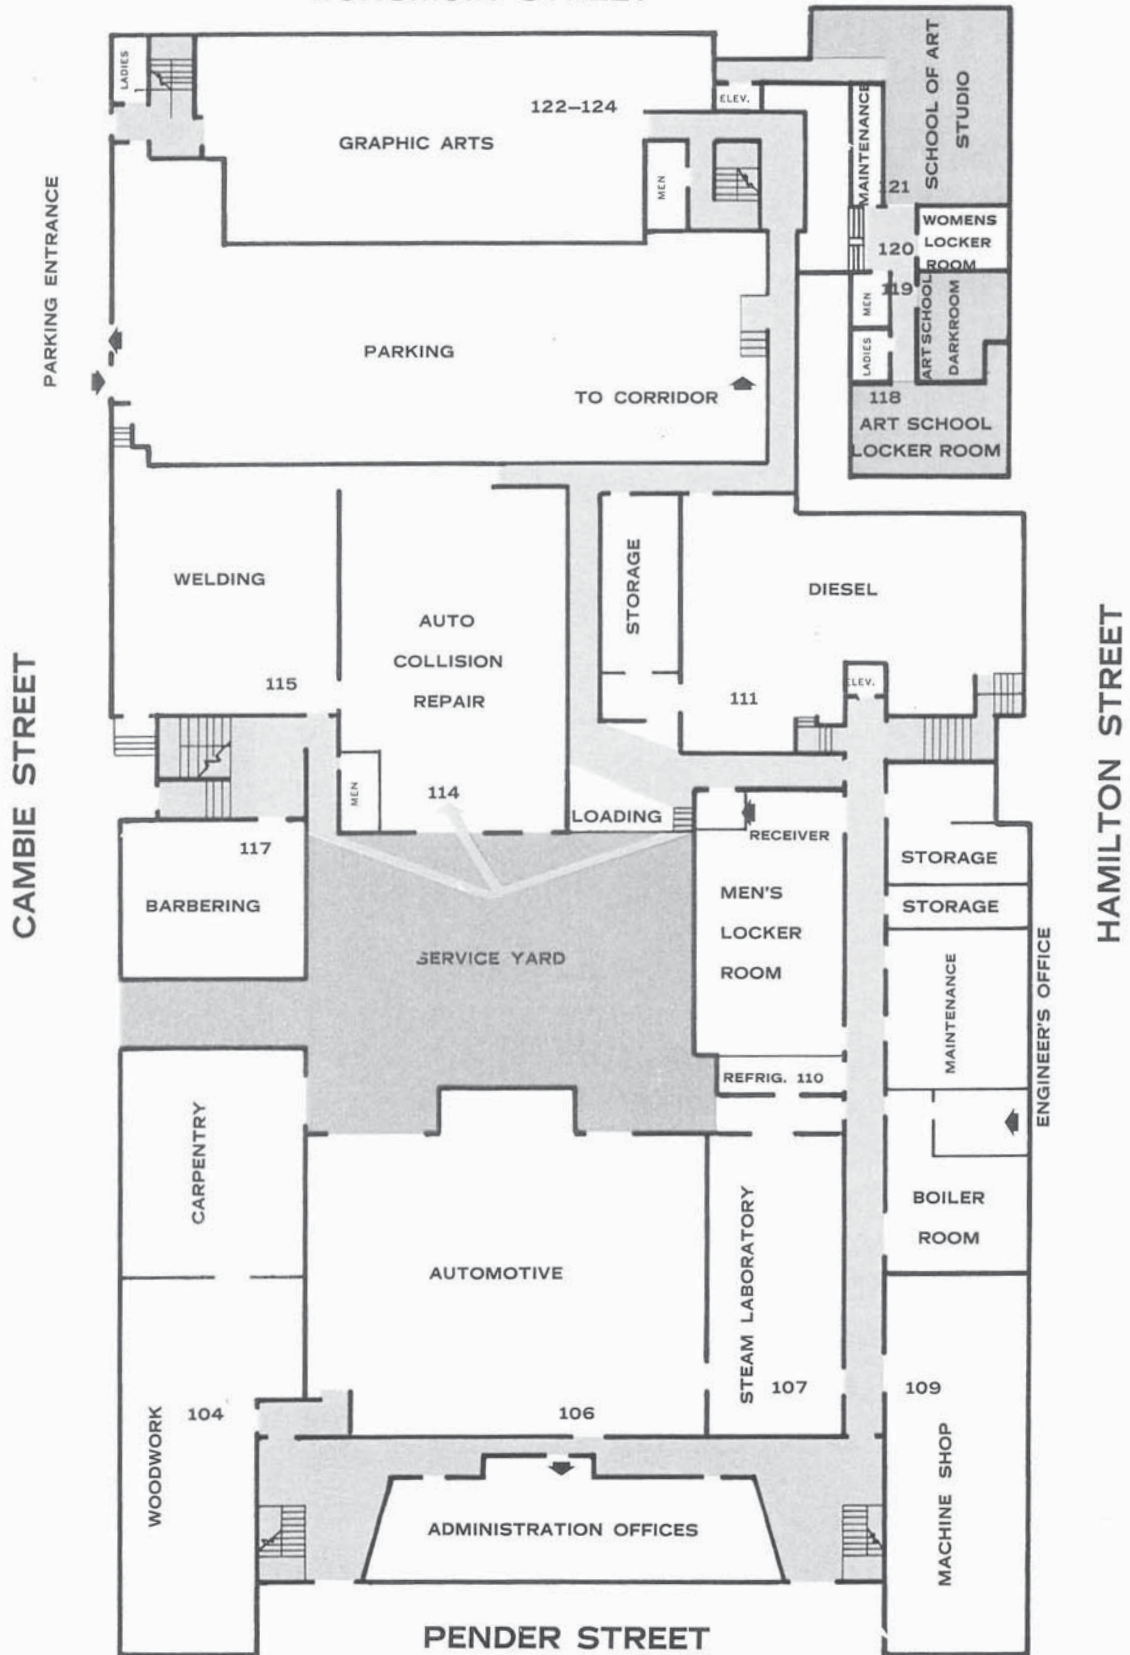 LADIES
122–124
GRAPHIC ARTS
ELEV.
MEN
MAINTENANCE
SCHOOL OF ART
STUDIO
121
WOMENS
LOCKER
ROOM
120
119
MEN
ART SCHOOL
DARKROOM
LADIES
118
ART SCHOOL
LOCKER ROOM
PARKING ENTRANCE
PARKING
TO CORRIDOR
WELDING
115
AUTO
COLLISION
REPAIR
STORAGE
DIESEL
111
ELEV.
CAMBIE STREET
HAMILTON STREET
MEN
114
LOADING
RECEIVER
117
BARBERING
SERVICE YARD
MEN'S
LOCKER
ROOM
STORAGE
STORAGE
MAINTENANCE
ENGINEER'S OFFICE
REFRIG. 110
CARPENTRY
BOILER
ROOM
AUTOMOTIVE
STEAM LABORATORY
107
109
104
106
WOODWORK
MACHINE SHOP
ADMINISTRATION OFFICES
PENDER STREET